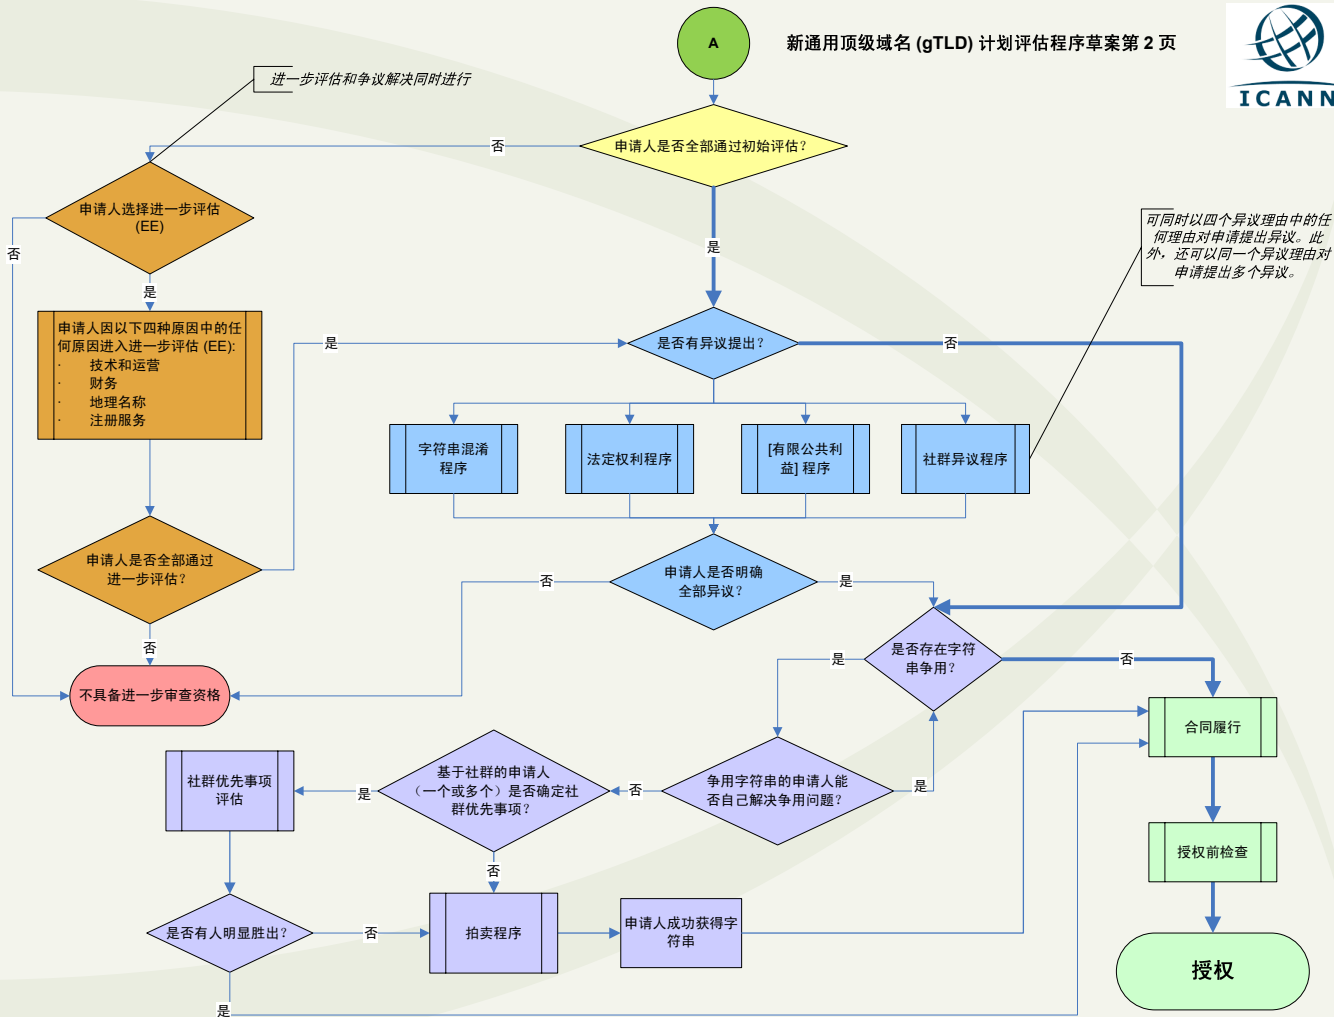 A
新通用顶级域名 (gTLD) 计划评估程序草案第 2 页
ICANN
进一步评估和争议解决同时进行
申请人是否全部通过初始评估？
否
是
申请人选择进一步评估
(EE)
否
是
可同时以四个异议理由中的任
何理由对申请提出异议。此
外，还可以同一个异议理由对
申请提出多个异议。
申请人因以下四种原因中的任
何原因进入进一步评估 (EE):
· 技术和运营
· 财务
· 地理名称
· 注册服务
是
是否有异议提出？
否
字符串混淆
程序
法定权利程序
[有限公共利
益] 程序
社群异议程序
申请人是否全部通过
进一步评估？
否
申请人是否明确
全部异议？
否
是
不具备进一步审查资格
是否存在字符
串争用？
是
否
合同履行
社群优先事项
评估
是
基于社群的申请人
（一个或多个）是否确定社
群优先事项？
否
争用字符串的申请人能
否自己解决争用问题？
是
否
授权前检查
是否有人明显胜出？
否
是
拍卖程序
申请人成功获得字
符串
授权